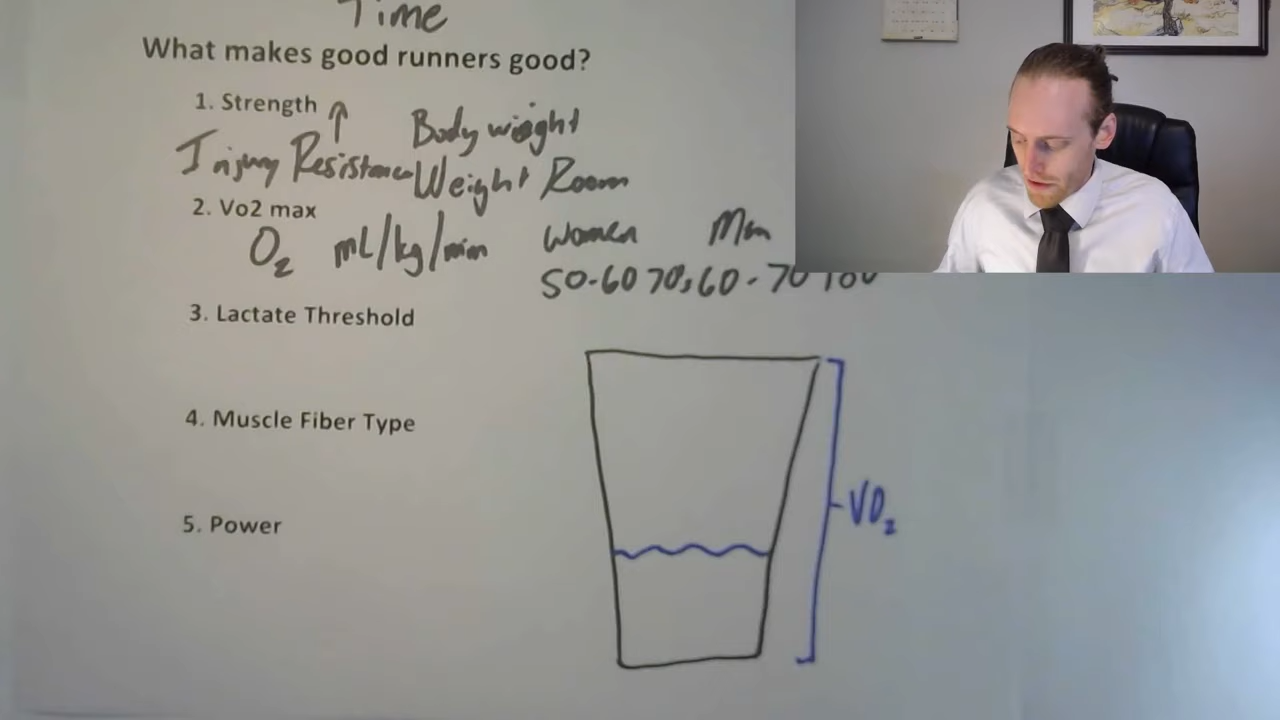 Time
What makes good runners good?
1. Strength ↑ Body weight
Injury Resistance Weight Room
2. Vo2 max
O₂ mL/kg/min Women Men
50-60 70s 60-70
3. Lactate Threshold
4. Muscle Fiber Type
VO₂
5. Power